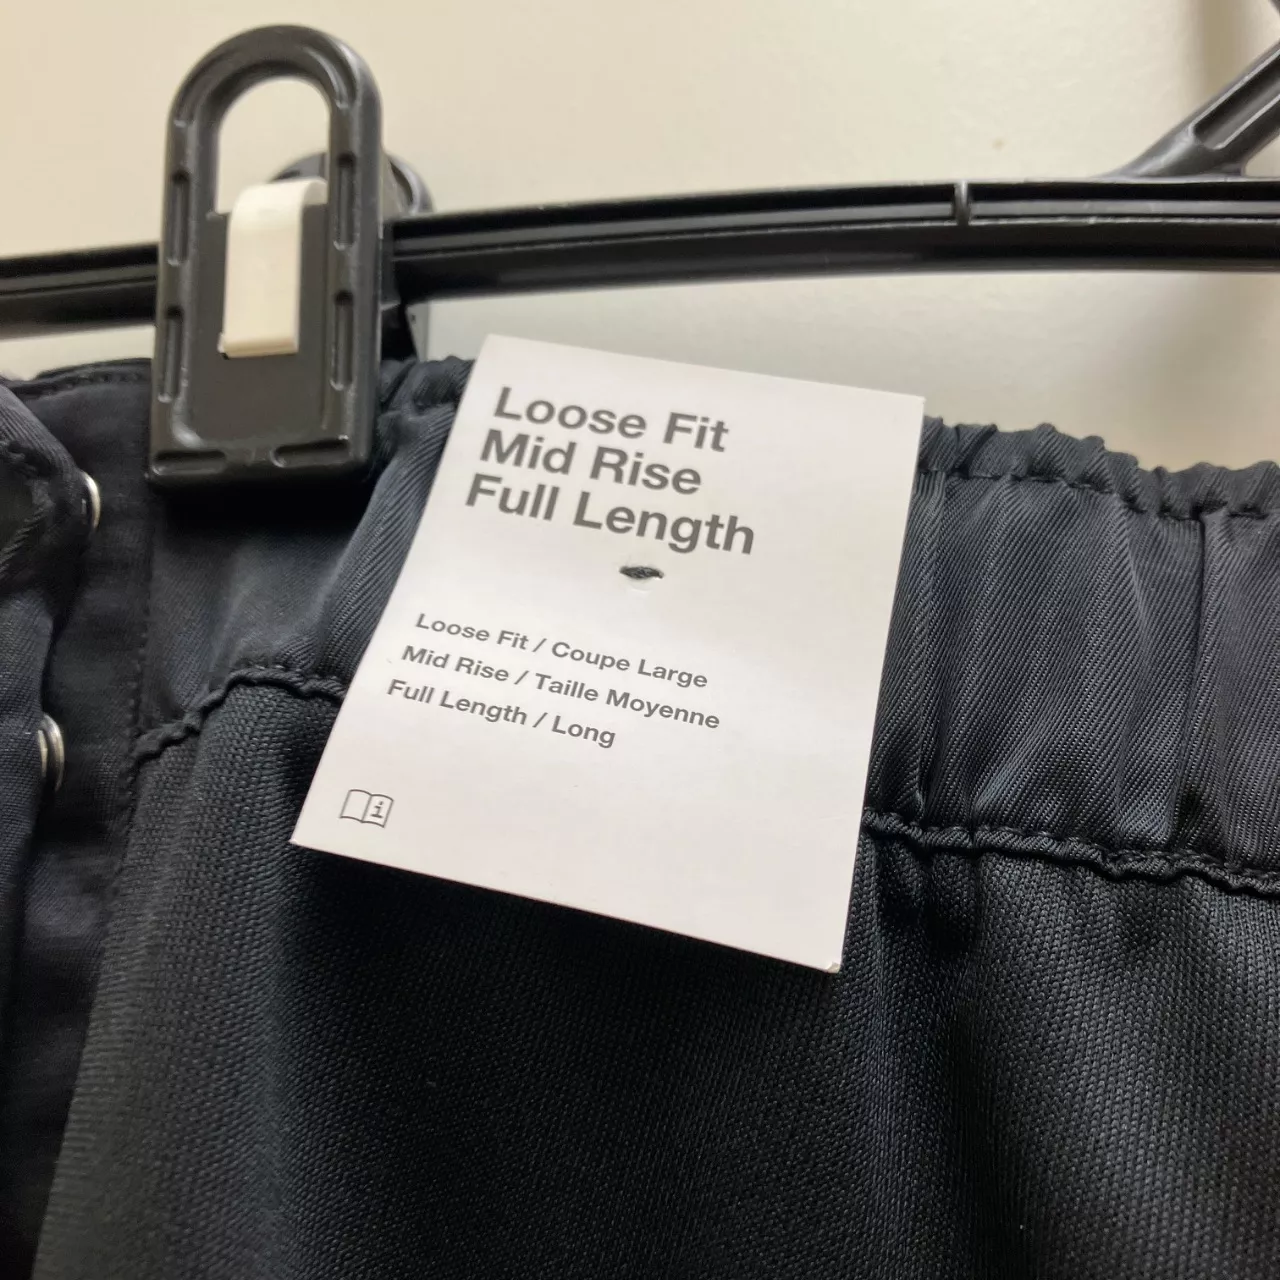 Loose Fit
Mid Rise
Full Length
Loose Fit / Coupe Large
Mid Rise / Taille Moyenne
Full Length / Long
i